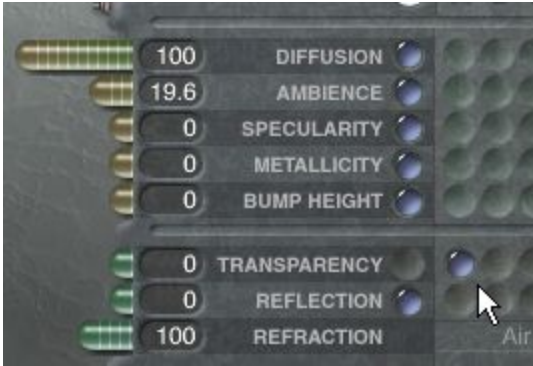 100 DIFFUSION
19.6 AMBIENCE
0 SPECULARITY
0 METALLICITY
0 BUMP HEIGHT
0 TRANSPARENCY
0 REFLECTION
100 REFRACTION Air